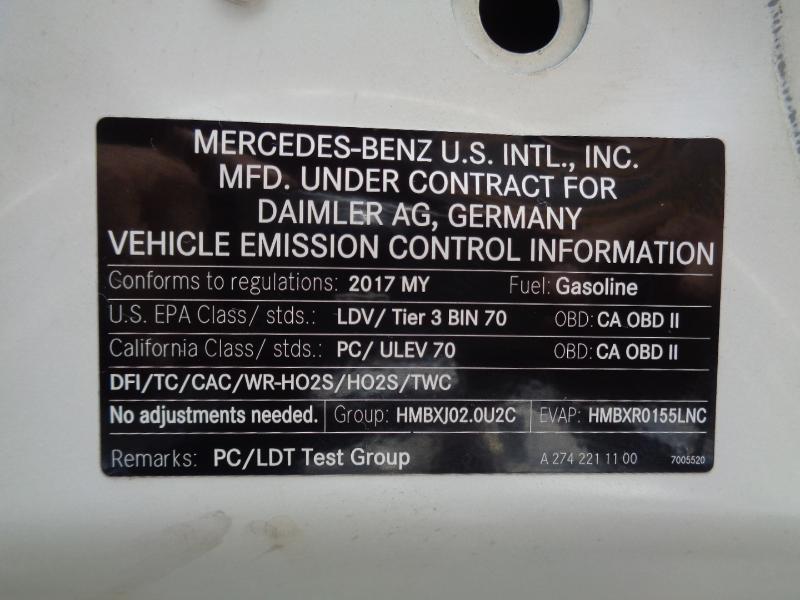 MERCEDES-BENZ U.S. INTL., INC.
MFD. UNDER CONTRACT FOR
DAIMLER AG, GERMANY
VEHICLE EMISSION CONTROL INFORMATION
Conforms to regulations: 2017 MY Fuel: Gasoline
U.S. EPA Class/ stds.: LDV/ Tier 3 BIN 70 OBD: CA OBD II
California Class/ stds.: PC/ ULEV 70 OBD: CA OBD II
DFI/TC/CAC/WR-HO2S/HO2S/TWC
No adjustments needed. Group: HMBXJ02.0U2C EVAP: HMBXR0155LNC
Remarks: PC/LDT Test Group A 274 221 11 00 7005520